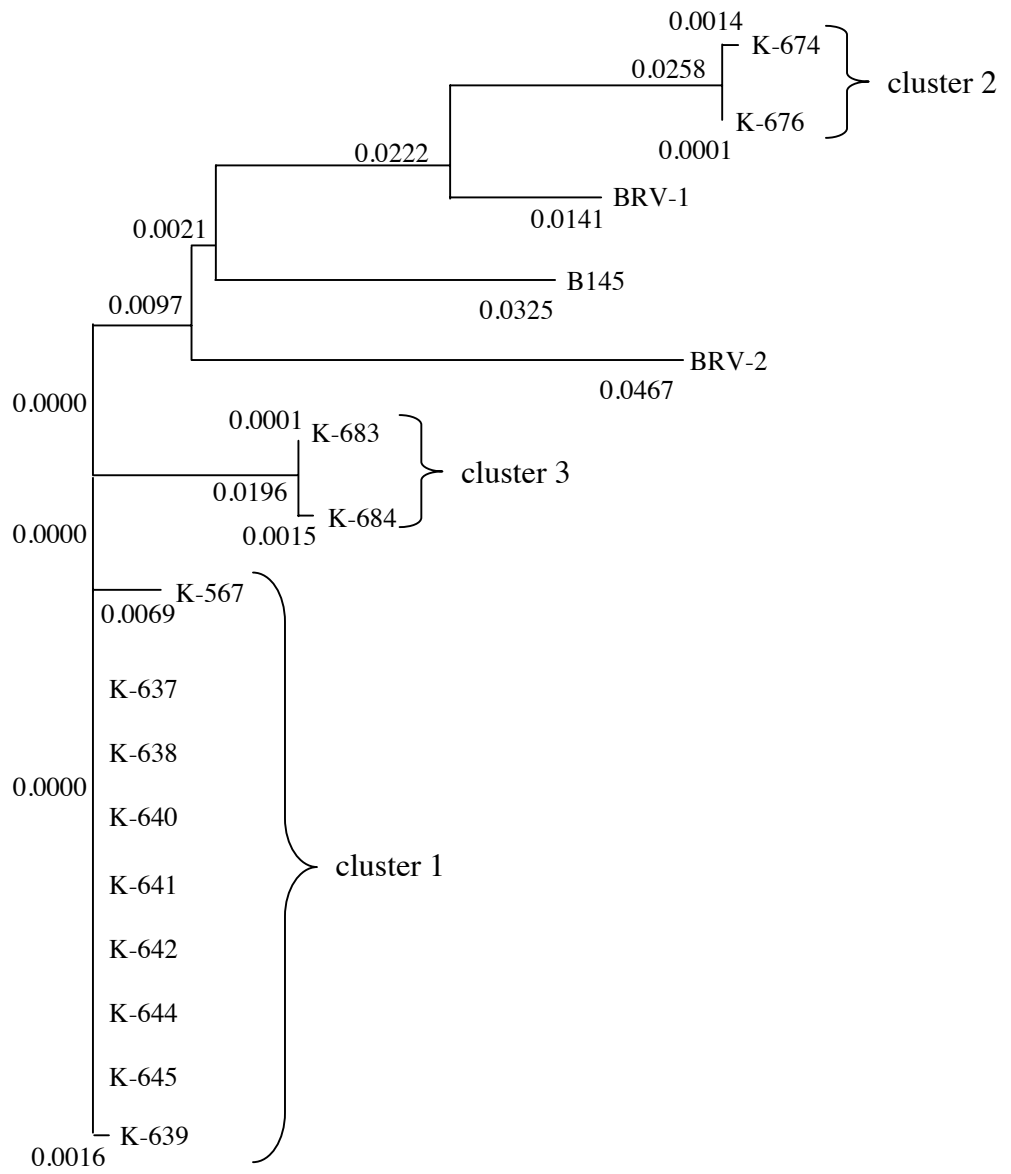 0.0014
K-674
0.0258
cluster 2
K-676
0.0001
0.0222
BRV-1
0.0141
0.0021
B145
0.0325
0.0097
BRV-2
0.0467
0.0000
0.0001
K-683
cluster 3
0.0196
K-684
0.0015
0.0000
K-567
0.0069
K-637
K-638
0.0000
K-640
cluster 1
K-641
K-642
K-644
K-645
K-639
0.0016